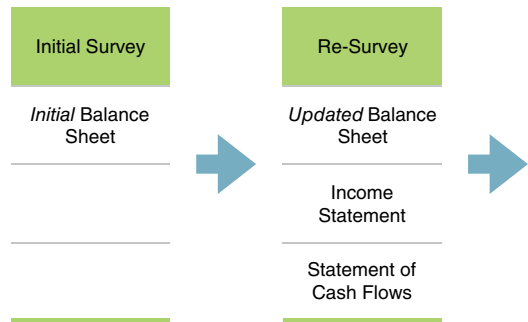 Initial Survey
Initial Balance
Sheet
Re-Survey
Updated Balance
Sheet
Income
Statement
Statement of
Cash Flows